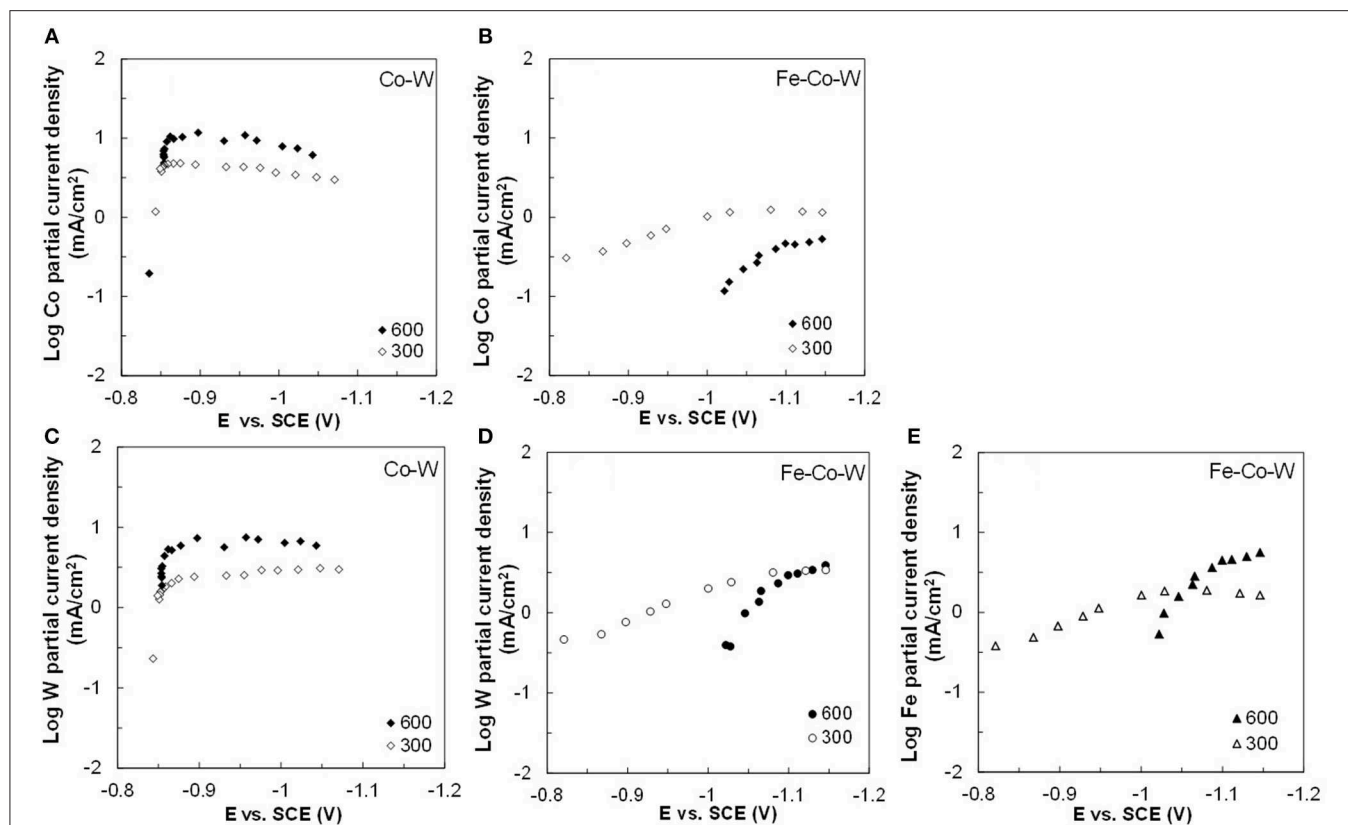 A
Log Co partial current density
(mA/cm²)
2
1
0
-1
-2
Co-W
◆ 600
◇ 300
-0.8 -0.9 -1 -1.1 -1.2
E vs. SCE (V)
B
Log Co partial current density
(mA/cm²)
2
1
0
-1
-2
Fe-Co-W
◆ 600
◇ 300
-0.8 -0.9 -1 -1.1 -1.2
E vs. SCE (V)
C
Log W partial current density
(mA/cm²)
2
1
0
-1
-2
Co-W
◆ 600
◇ 300
-0.8 -0.9 -1 -1.1 -1.2
E vs. SCE (V)
D
Log W partial current density
(mA/cm²)
2
1
0
-1
-2
Fe-Co-W
● 600
○ 300
-0.8 -0.9 -1 -1.1 -1.2
E vs. SCE (V)
E
Log Fe partial current density
(mA/cm²)
2
1
0
-1
-2
Fe-Co-W
▲ 600
△ 300
-0.8 -0.9 -1 -1.1 -1.2
E vs. SCE (V)